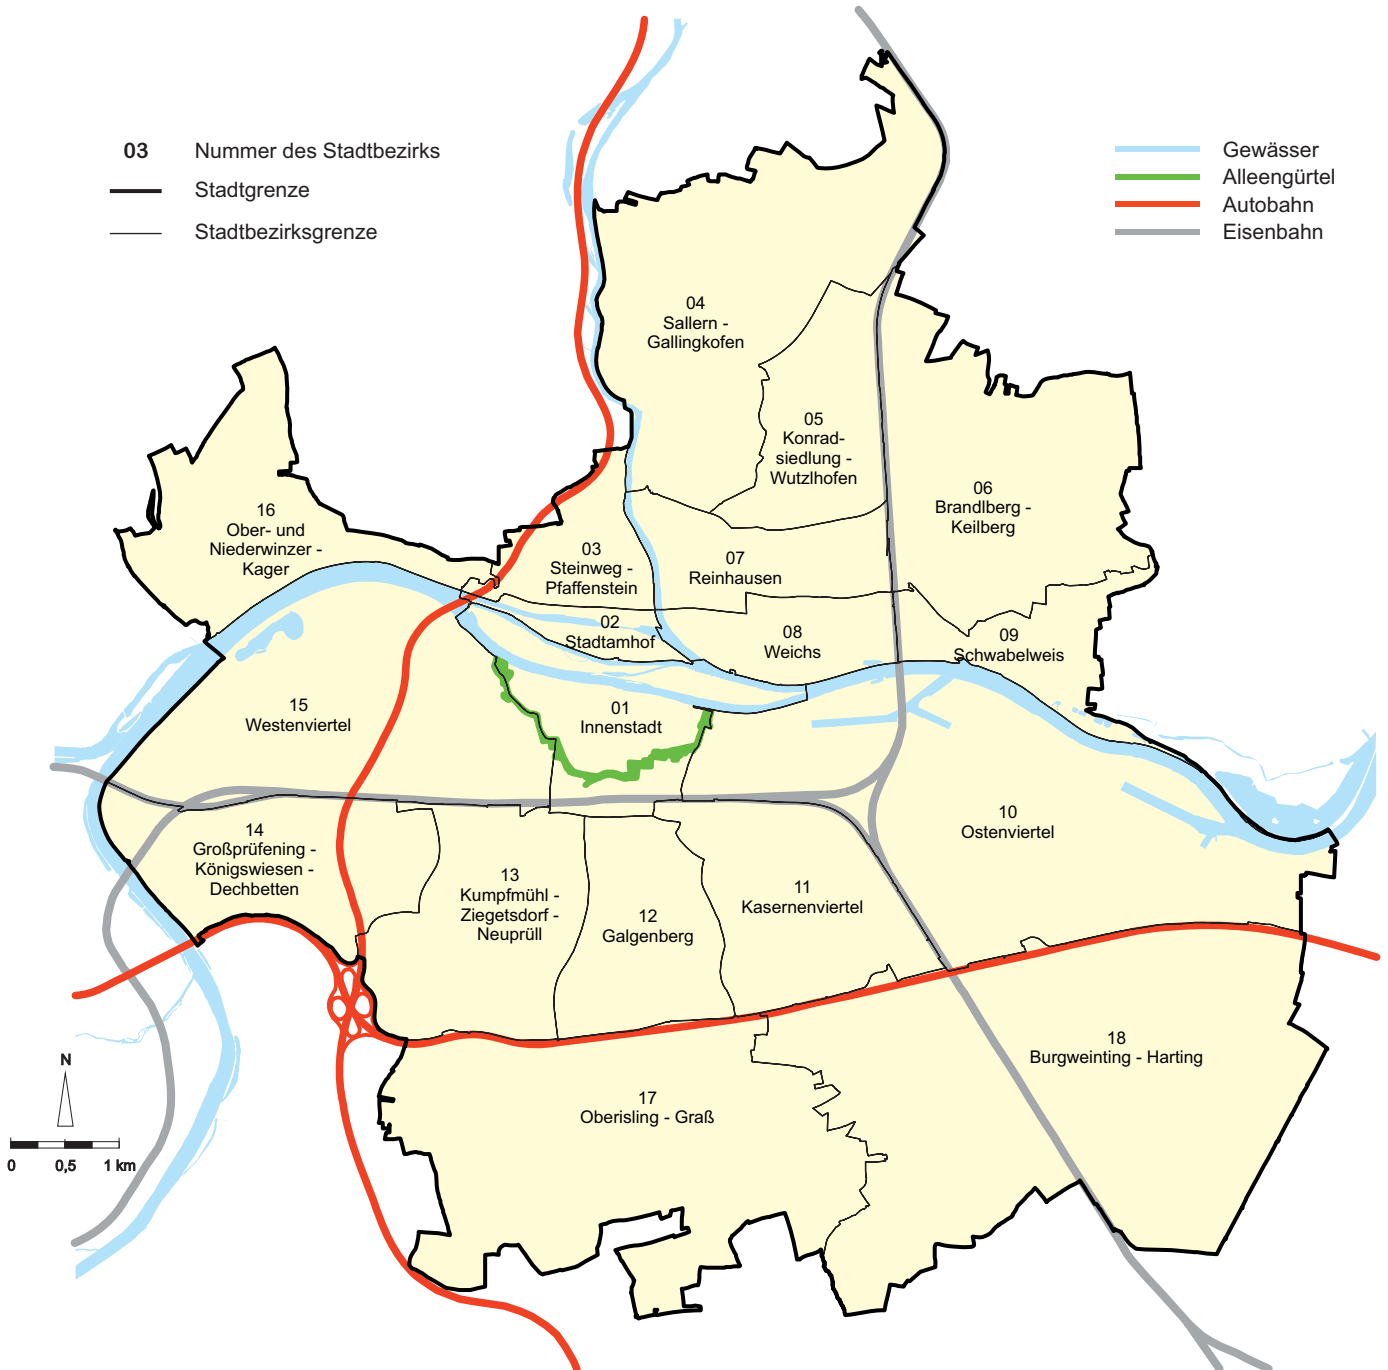 03 Nummer des Stadtbezirks
Stadtgrenze
Stadtbezirksgrenze
Gewässer
Alleengürtel
Autobahn
Eisenbahn
04
Sallern -
Gallingkofen
05
Konrad-
siedlung -
Wutzlhofen
06
Brandlberg -
Keilberg
16
Ober- und
Niederwinzer -
Kager
03
Steinweg -
Pfaffenstein
07
Reinhausen
02
Stadtamhof
08
Weichs
09
Schwabelweis
15
Westenviertel
01
Innenstadt
10
Ostenviertel
14
Großprüfening -
Königswiesen -
Dechbetten
13
Kumpfmühl -
Ziegetsdorf -
Neuprüll
12
Galgenberg
11
Kasernenviertel
18
Burgweinting - Harting
17
Oberisling - Graß
N
0 0,5 1 km